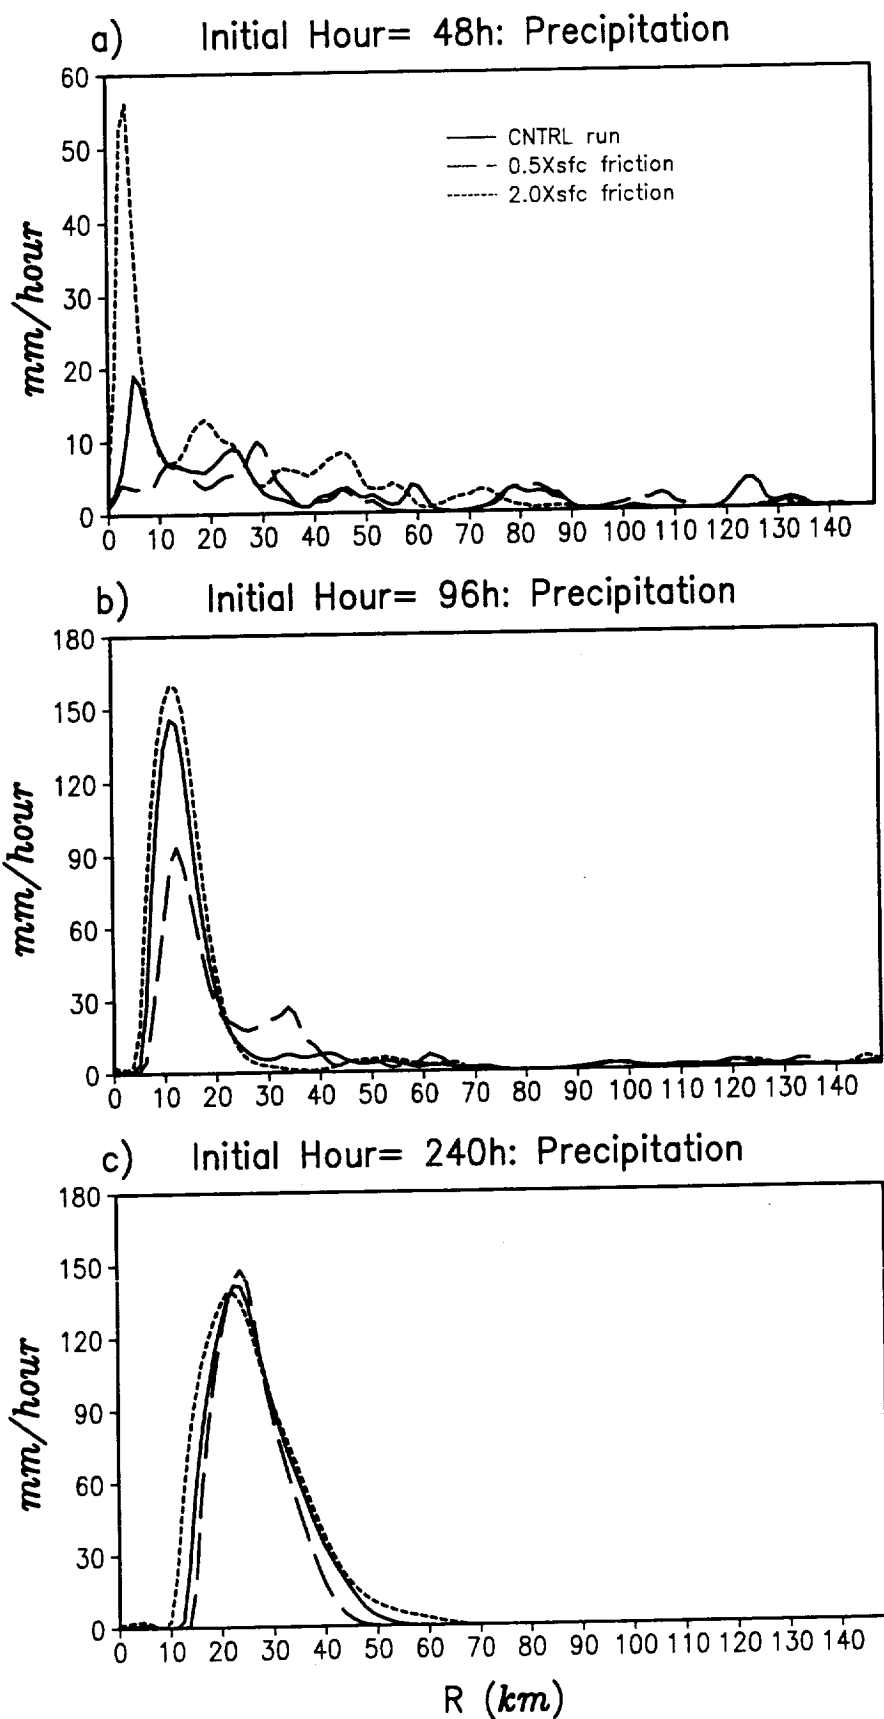 a) Initial Hour= 48h: Precipitation
60
50
40
30
20
10
0
mm/hour
CNTRL run
0.5Xsfc friction
2.0Xsfc friction
0 10 20 30 40 50 60 70 80 90 100 110 120 130 140
b) Initial Hour= 96h: Precipitation
180
150
120
90
60
30
0
mm/hour
0 10 20 30 40 50 60 70 80 90 100 110 120 130 140
c) Initial Hour= 240h: Precipitation
180
150
120
90
60
30
0
mm/hour
0 10 20 30 40 50 60 70 80 90 100 110 120 130 140
R (km)